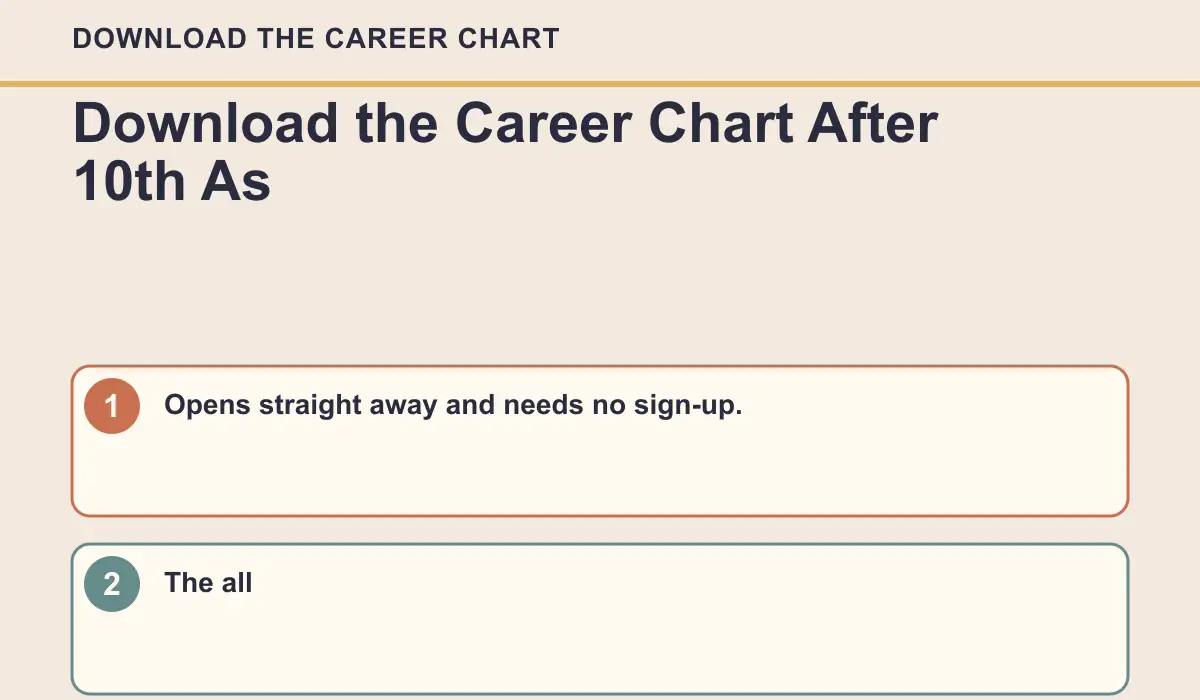 DOWNLOAD THE CAREER CHART
Download the Career Chart After
10th As
1
Opens straight away and needs no sign-up.
2
The all